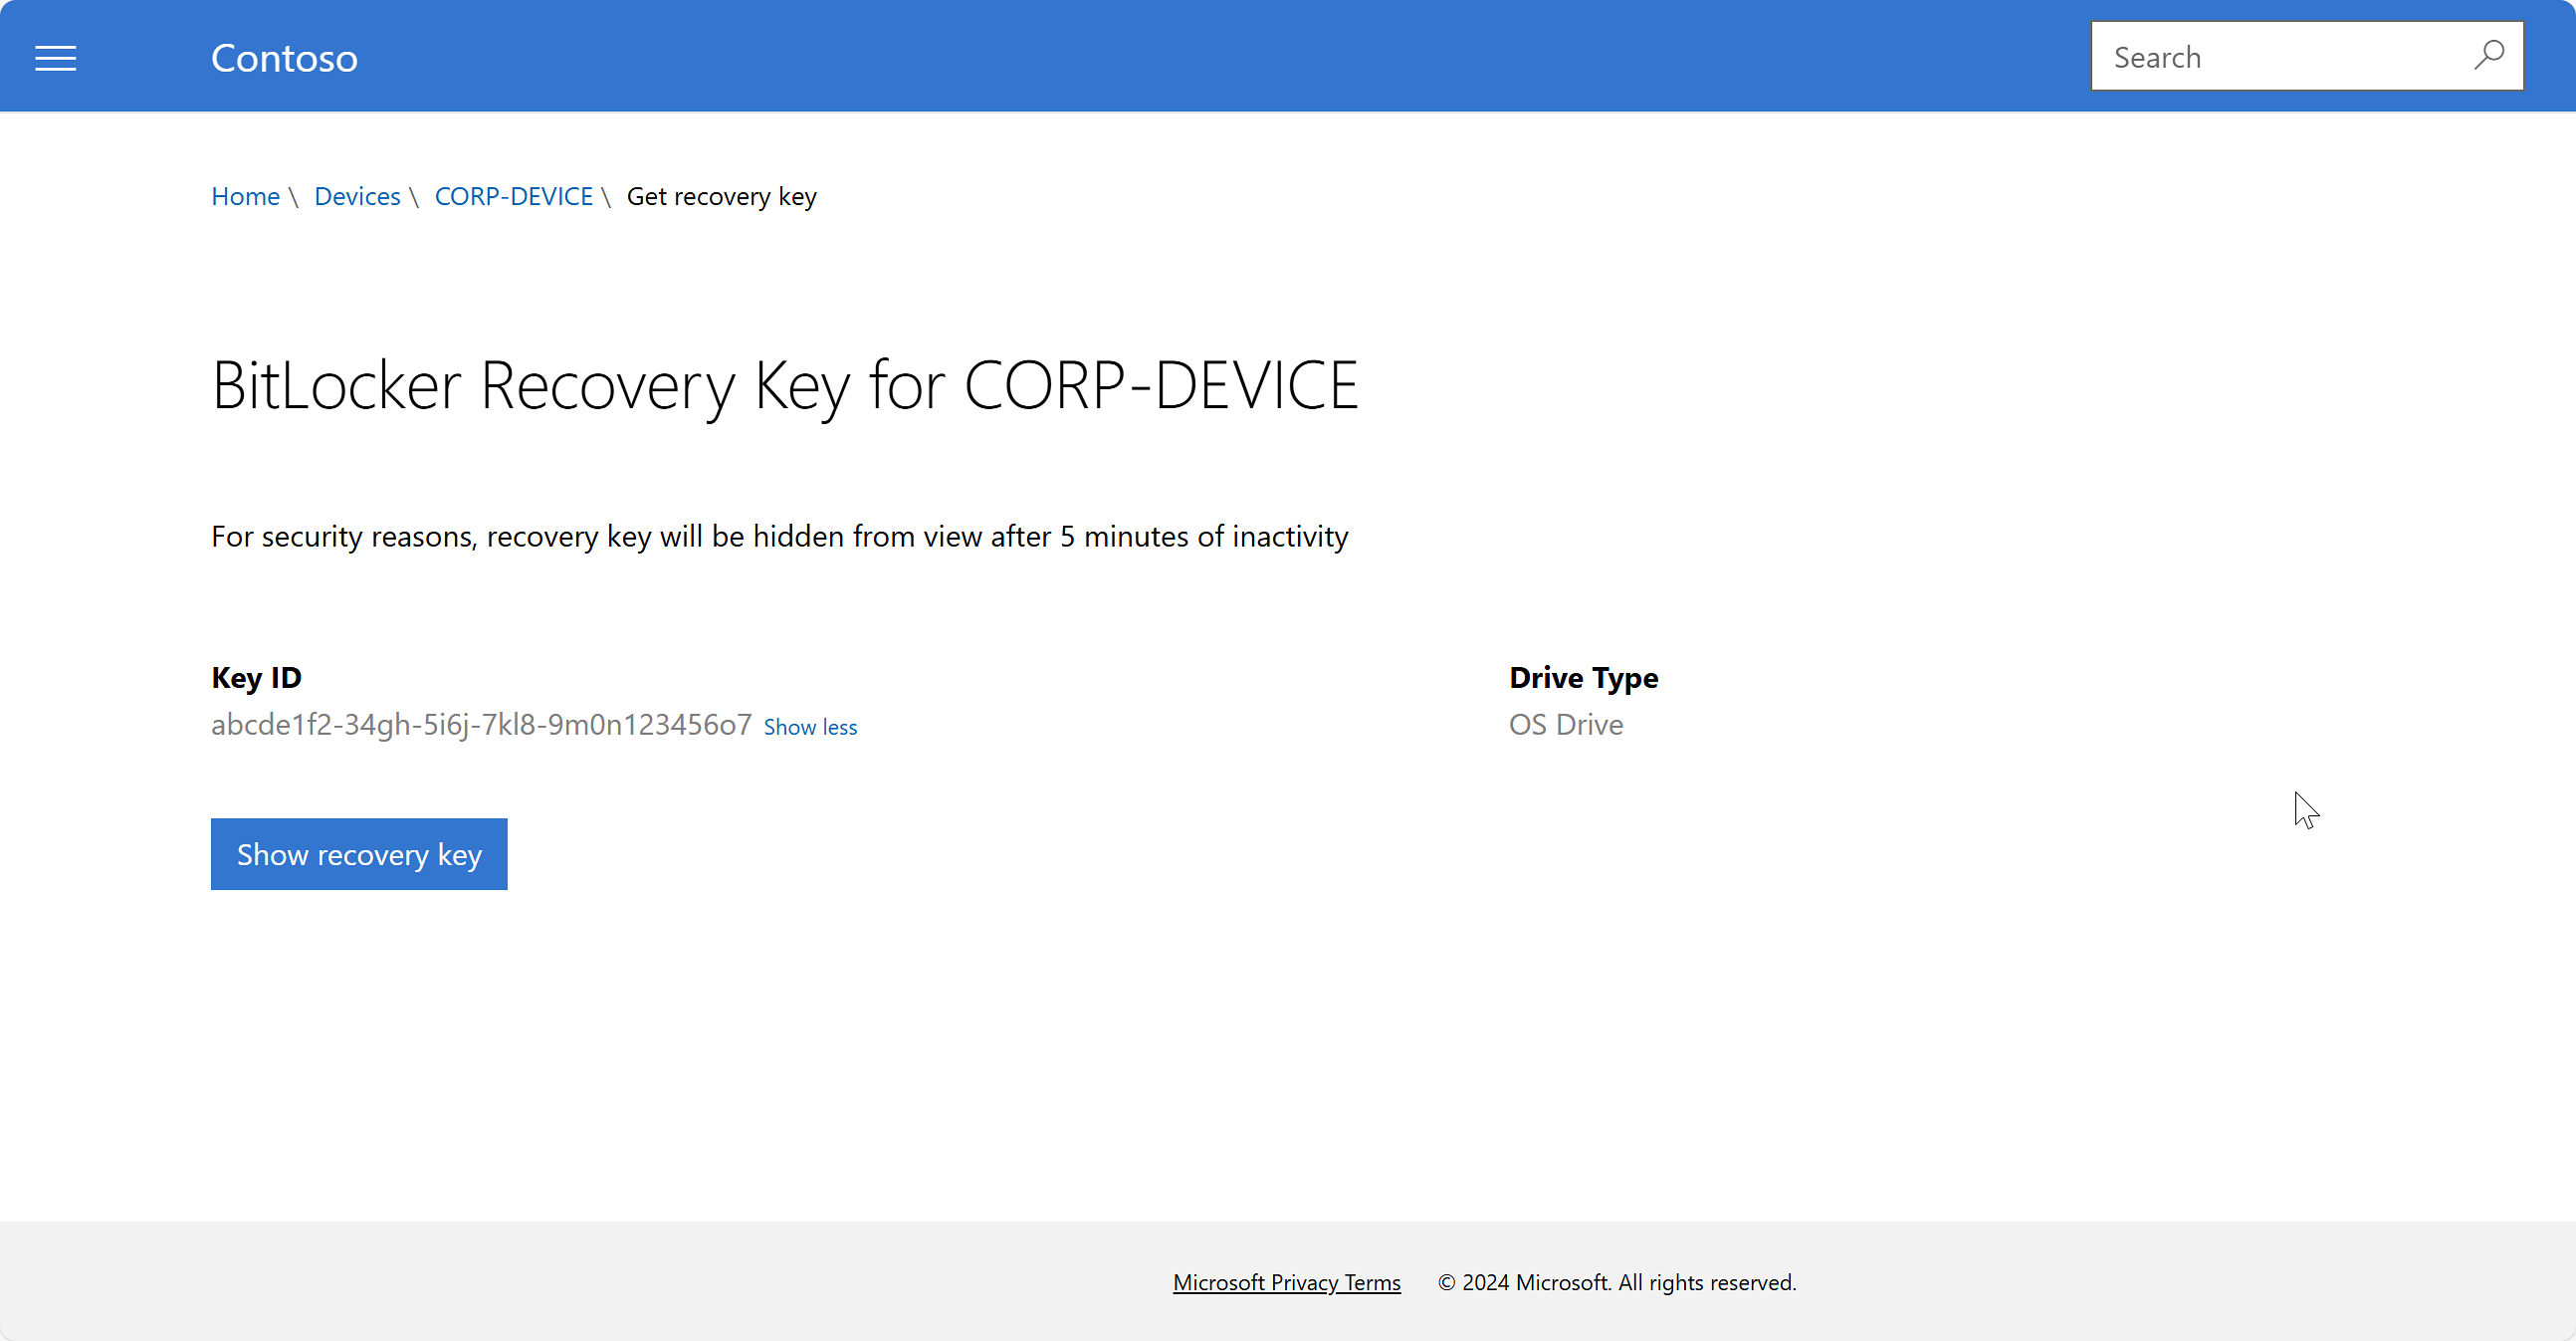 Contoso
Search
Home \ Devices \ CORP-DEVICE \ Get recovery key
BitLocker Recovery Key for CORP-DEVICE
For security reasons, recovery key will be hidden from view after 5 minutes of inactivity
Key ID
abcde1f2-34gh-5i6j-7kl8-9m0n123456o7 Show less
Drive Type
OS Drive
Show recovery key
Microsoft Privacy Terms © 2024 Microsoft. All rights reserved.